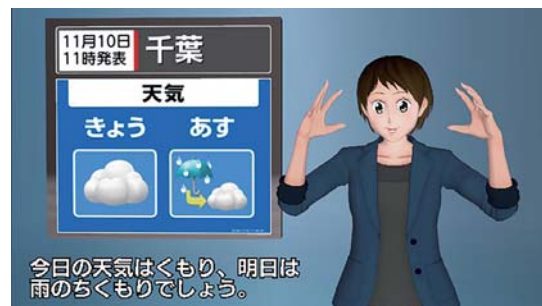 11月10日
11時発表
千葉
天気
きょう
あす
今日の天気はくもり、明日は
雨のちくもりでしょう。